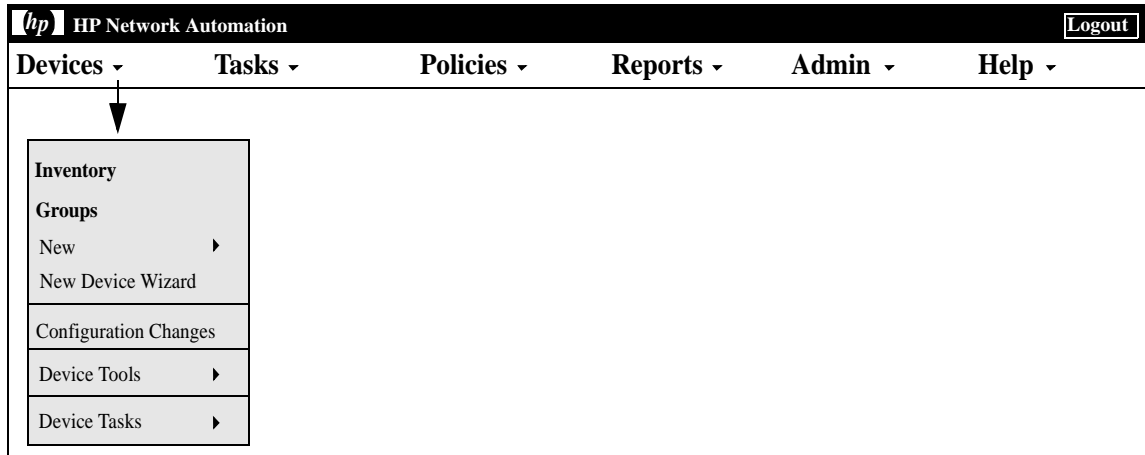 hp HP Network Automation Logout
Devices Tasks Policies Reports Admin Help
Inventory
Groups
New
New Device Wizard
Configuration Changes
Device Tools
Device Tasks